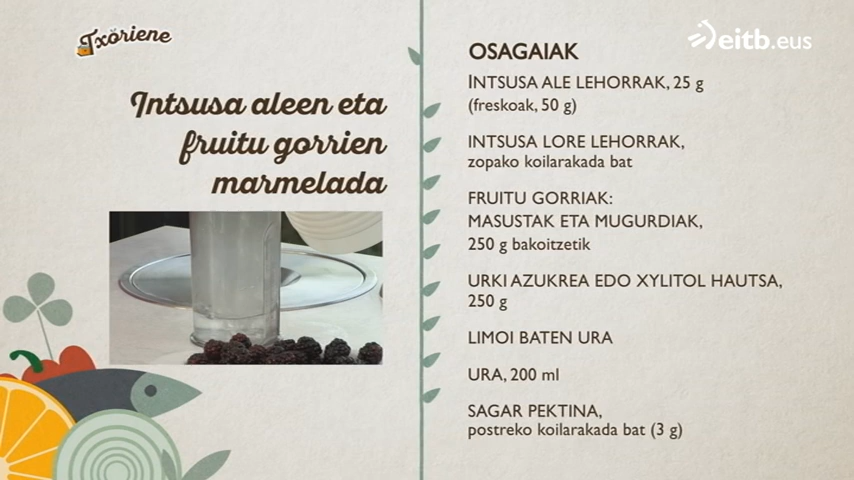 Txoriene
eitb.eus
Intsusa aleen eta
fruitu gorrien
marmelada
OSAGAIAK
INTSUSA ALE LEHORRAK, 25 g
(freskoak, 50 g)
INTSUSA LORE LEHORRAK,
zopako koilarakada bat
FRUITU GORRIAK:
MASUSTAK ETA MUGURDIAK,
250 g bakoitzetik
URKI AZUKREA EDO XYLITOL HAUTSA,
250 g
LIMOI BATEN URA
URA, 200 ml
SAGAR PEKTINA,
postreko koilarakada bat (3 g)